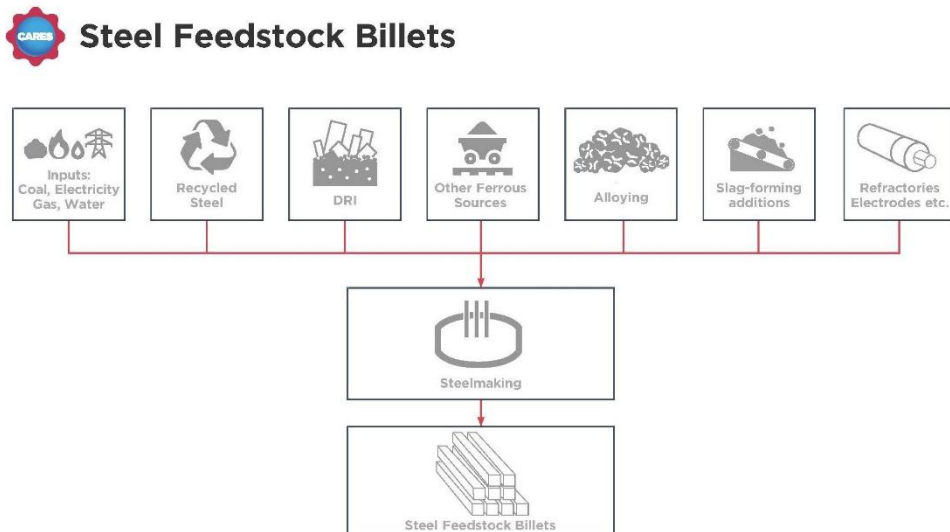 CARES
Steel Feedstock Billets
Inputs:
Coal, Electricity
Gas, Water
Recycled
Steel
DRI
Other Ferrous
Sources
Alloying
Slag-forming
additions
Refractories
Electrodes etc.
Steelmaking
Steel Feedstock Billets